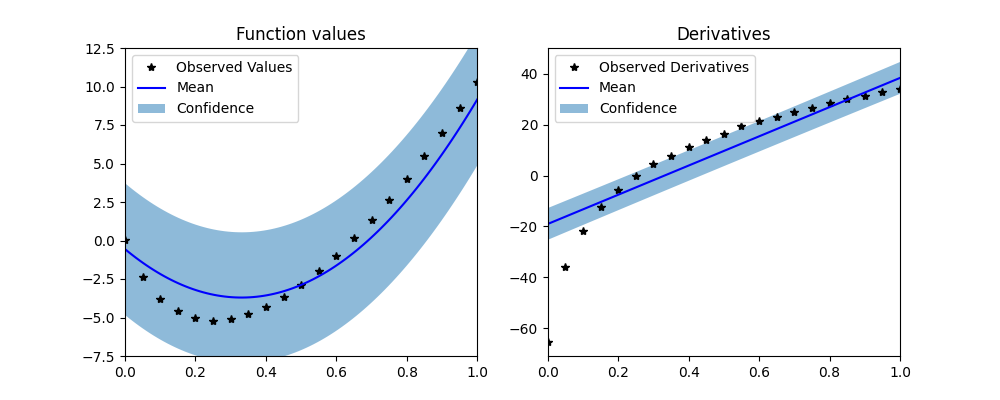 Function values
Observed Values
Mean
Confidence
12.5
10.0
7.5
5.0
2.5
0.0
−2.5
−5.0
−7.5
0.0 0.2 0.4 0.6 0.8 1.0
Derivatives
Observed Derivatives
Mean
Confidence
40
20
0
−20
−40
−60
0.0 0.2 0.4 0.6 0.8 1.0